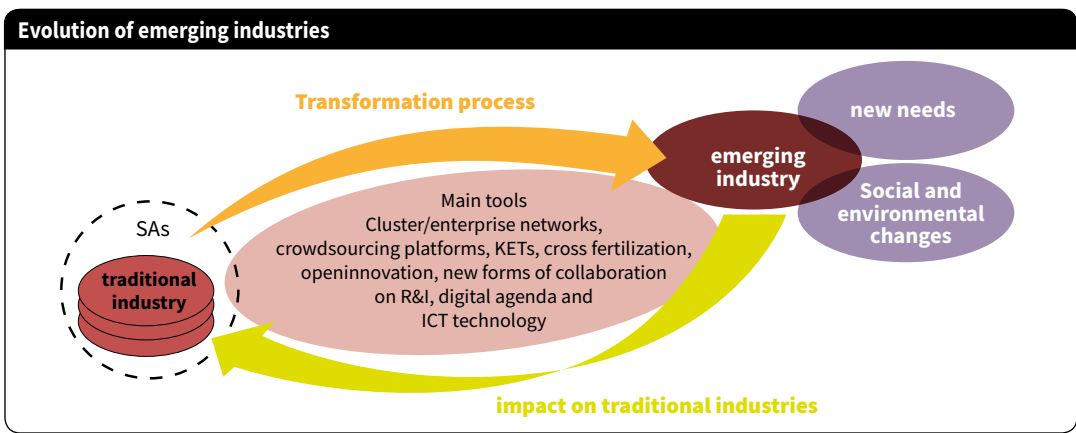 Evolution of emerging industries
Transformation process
new needs
emerging
industry
Social and
environmental
changes
Main tools
Cluster/enterprise networks,
crowdsourcing platforms, KETs, cross fertilization,
openinnovation, new forms of collaboration
on R&I, digital agenda and
ICT technology
SAs
traditional
industry
impact on traditional industries